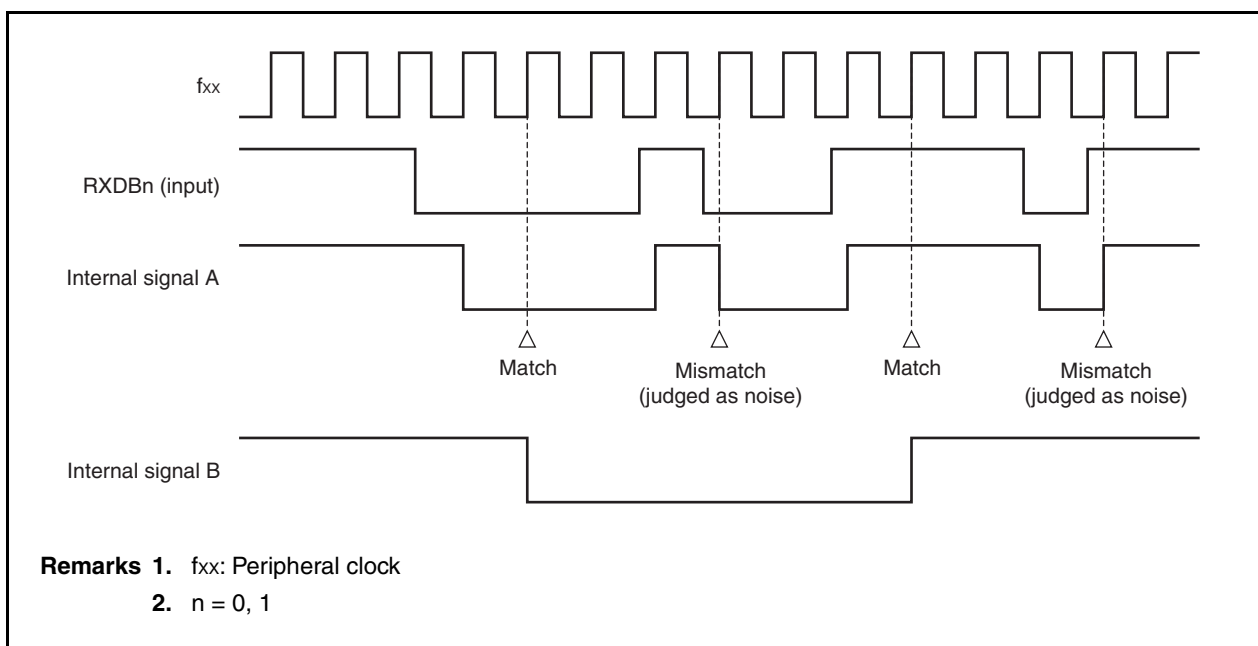 fxx
RXDBn (input)
Internal signal A
Match
Mismatch
(judged as noise)
Match
Mismatch
(judged as noise)
Internal signal B
Remarks 1. fxx: Peripheral clock
2. n = 0, 1